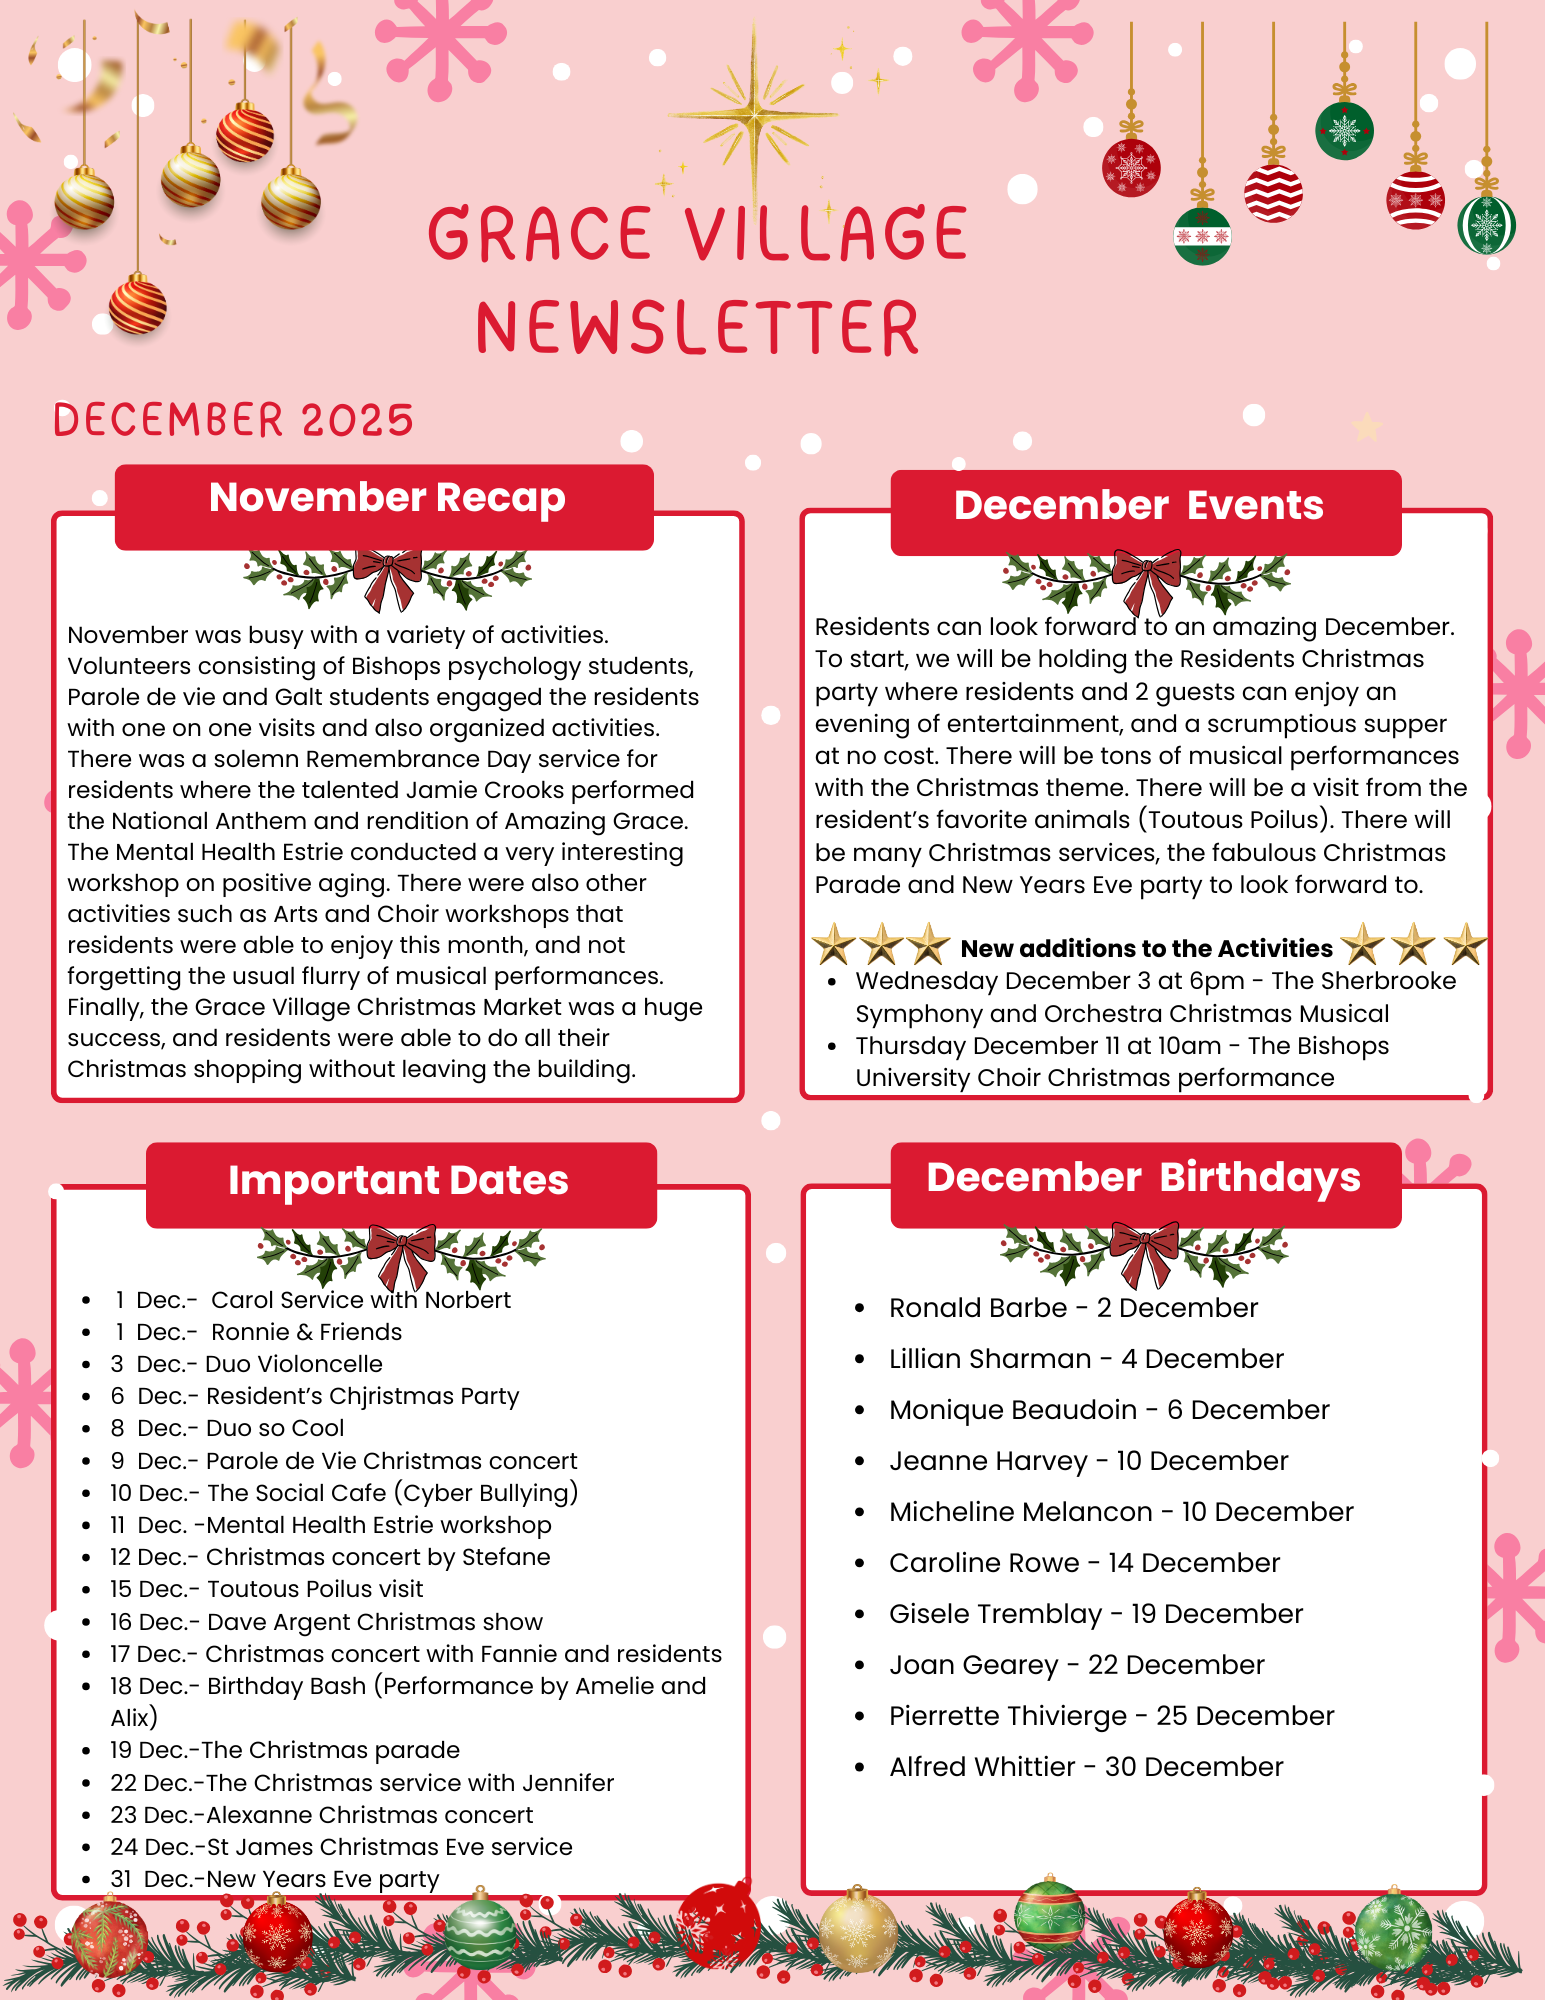 GRACE VILLAGE
NEWSLETTER
DECEMBER 2025
November Recap
November was busy with a variety of activities.
Volunteers consisting of Bishops psychology students,
Parole de vie and Galt students engaged the residents
with one on one visits and also organized activities.
There was a solemn Remembrance Day service for
residents where the talented Jamie Crooks performed
the National Anthem and rendition of Amazing Grace.
The Mental Health Estrie conducted a very interesting
workshop on positive aging. There were also other
activities such as Arts and Choir workshops that
residents were able to enjoy this month, and not
forgetting the usual flurry of musical performances.
Finally, the Grace Village Christmas Market was a huge
success, and residents were able to do all their
Christmas shopping without leaving the building.
December  Events
Residents can look forward to an amazing December.
To start, we will be holding the Residents Christmas
party where residents and 2 guests can enjoy an
evening of entertainment, and a scrumptious supper
at no cost. There will be tons of musical performances
with the Christmas theme. There will be a visit from the
resident’s favorite animals (Toutous Poilus). There will
be many Christmas services, the fabulous Christmas
Parade and New Years Eve party to look forward to.
New additions to the Activities
• Wednesday December 3 at 6pm - The Sherbrooke
Symphony and Orchestra Christmas Musical
• Thursday December 11 at 10am - The Bishops
University Choir Christmas performance
Important Dates
• 1  Dec.-  Carol Service with Norbert
• 1  Dec.-  Ronnie & Friends
• 3  Dec.- Duo Violoncelle
• 6  Dec.- Resident’s Chjristmas Party
• 8  Dec.- Duo so Cool
• 9  Dec.- Parole de Vie Christmas concert
• 10 Dec.- The Social Cafe (Cyber Bullying)
• 11  Dec. -Mental Health Estrie workshop
• 12 Dec.- Christmas concert by Stefane
• 15 Dec.- Toutous Poilus visit
• 16 Dec.- Dave Argent Christmas show
• 17 Dec.- Christmas concert with Fannie and residents
• 18 Dec.- Birthday Bash (Performance by Amelie and
Alix)
• 19 Dec.-The Christmas parade
• 22 Dec.-The Christmas service with Jennifer
• 23 Dec.-Alexanne Christmas concert
• 24 Dec.-St James Christmas Eve service
• 31  Dec.-New Years Eve party
December  Birthdays
• Ronald Barbe - 2 December
• Lillian Sharman - 4 December
• Monique Beaudoin - 6 December
• Jeanne Harvey - 10 December
• Micheline Melancon - 10 December
• Caroline Rowe - 14 December
• Gisele Tremblay - 19 December
• Joan Gearey - 22 December
• Pierrette Thivierge - 25 December
• Alfred Whittier - 30 December